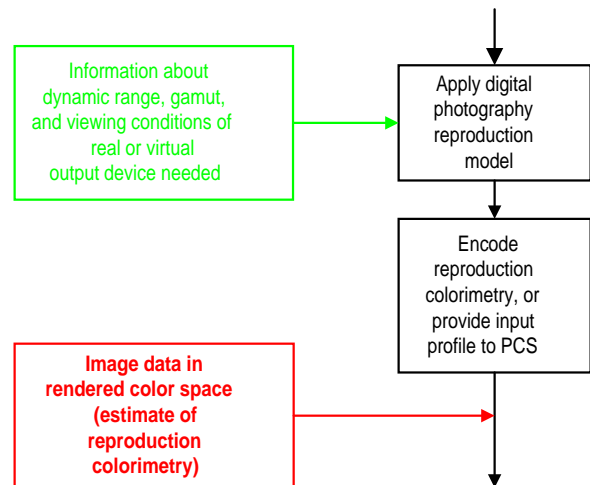 Information about
dynamic range, gamut,
and viewing conditions of
real or virtual
output device needed
Apply digital
photography
reproduction
model
Encode
reproduction
colorimetry, or
provide input
profile to PCS
Image data in
rendered color space
(estimate of
reproduction
colorimetry)